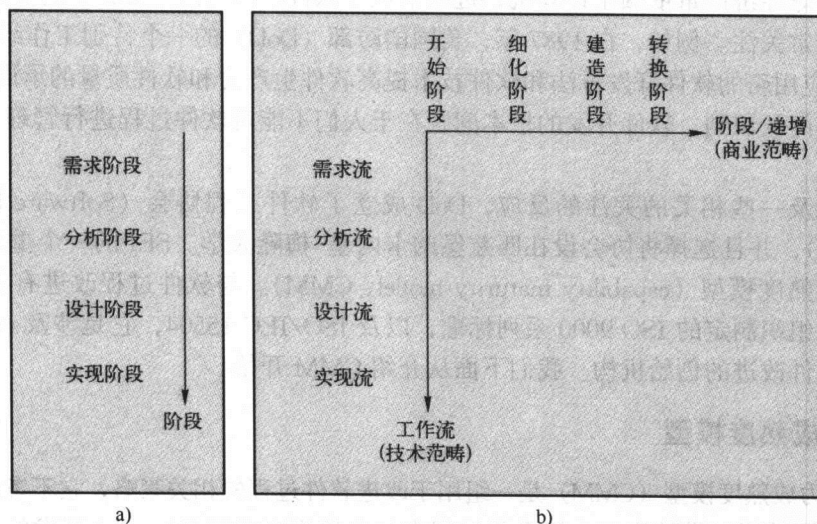 开始阶段
细化阶段
建造阶段
转换阶段
阶段/递增
(商业范畴)
需求阶段
分析阶段
设计阶段
实现阶段
阶段
需求流
分析流
设计流
实现流
工作流
(技术范畴)
a)
b)